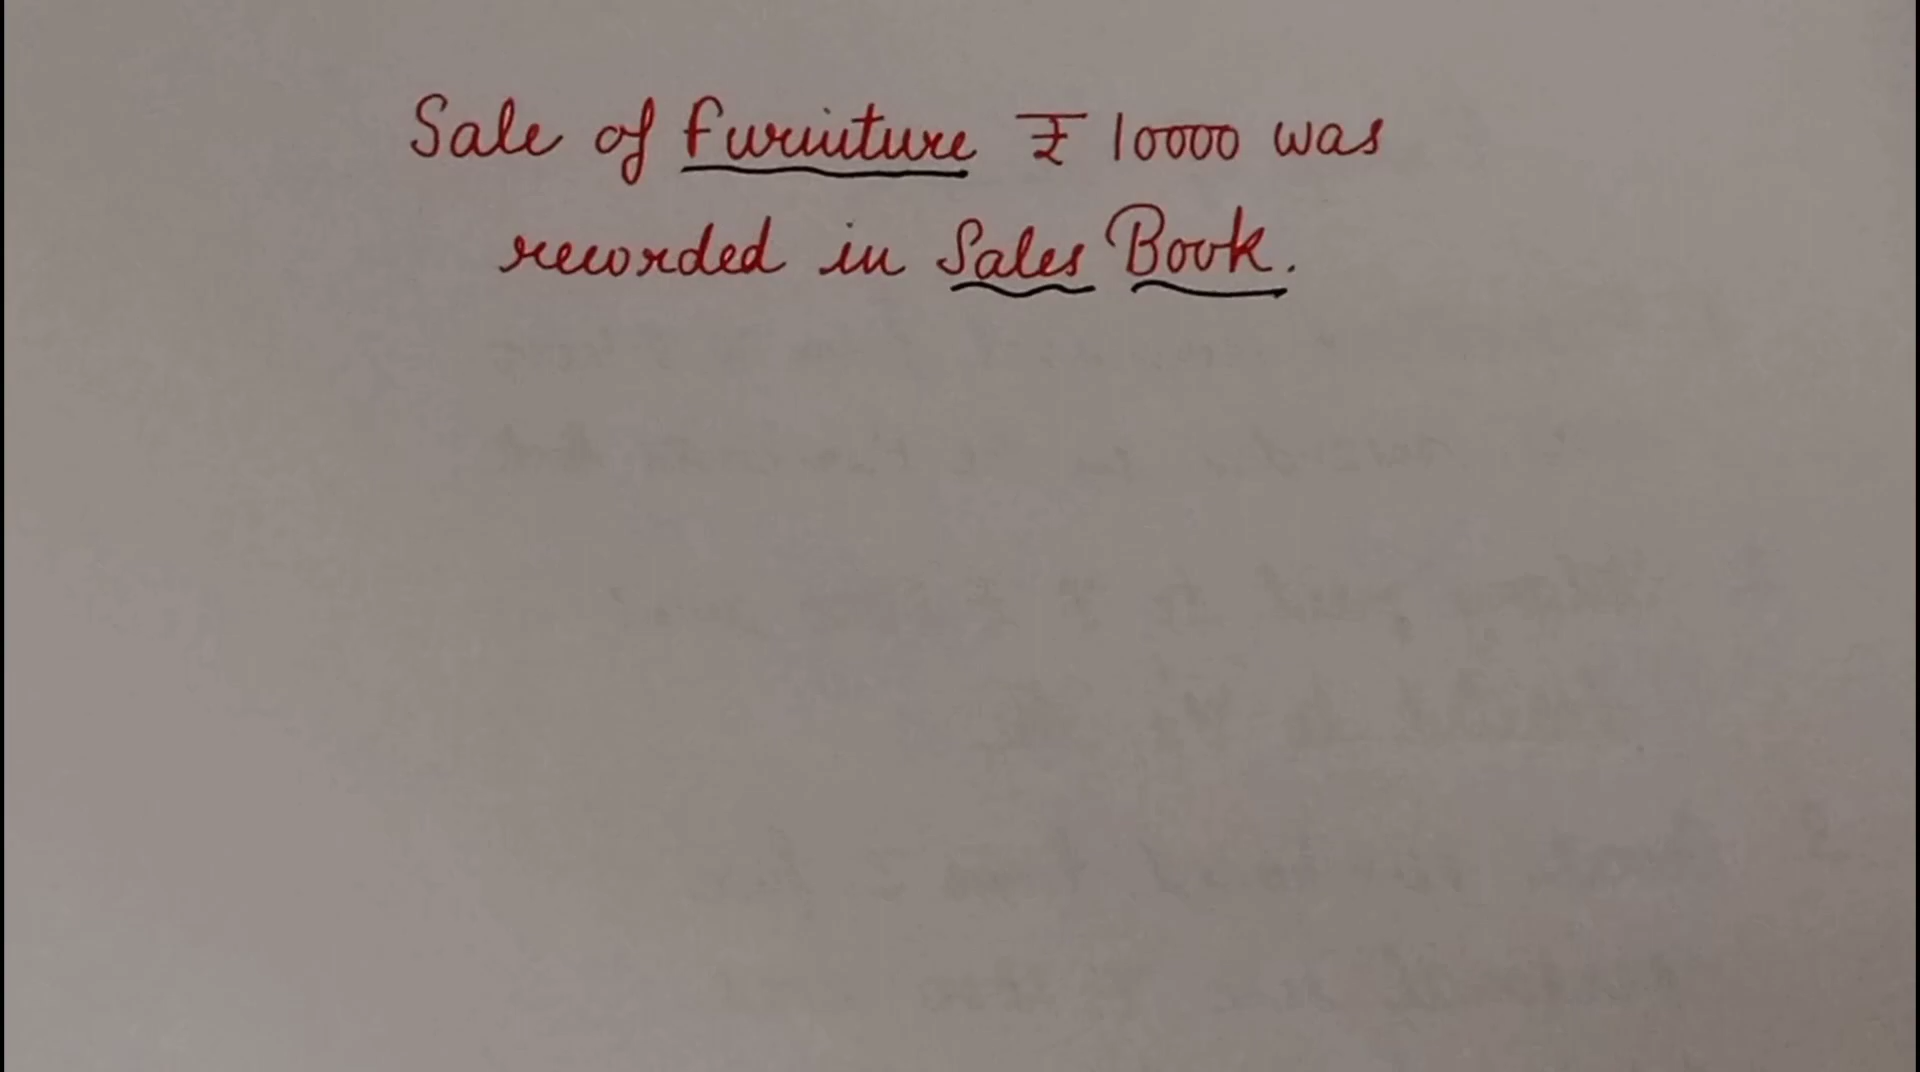 Sale of Furniture ₹ 10000 was
recorded in Sales Book.